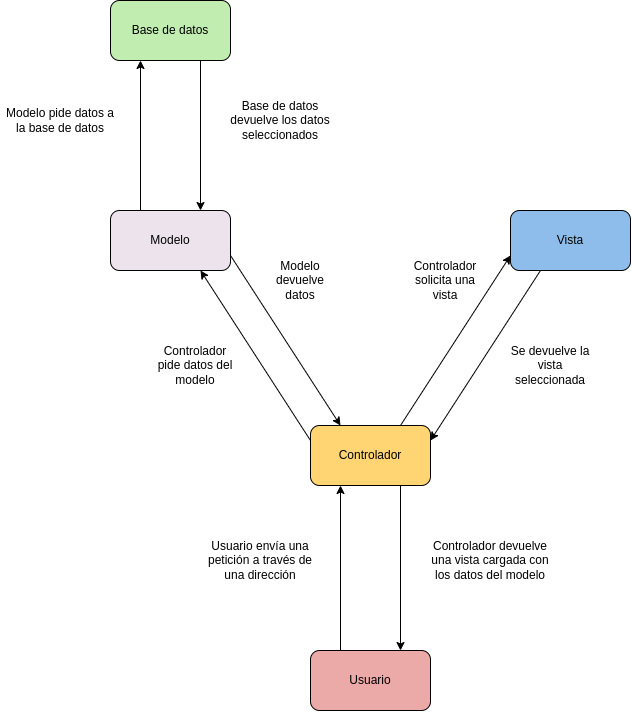 Base de datos
Modelo pide datos a
la base de datos
Base de datos
devuelve los datos
seleccionados
Modelo
Vista
Modelo
devuelve
datos
Controlador
solicita una
vista
Controlador
pide datos del
modelo
Se devuelve la
vista
seleccionada
Controlador
Usuario envía una
petición a través de
una dirección
Controlador devuelve
una vista cargada con
los datos del modelo
Usuario